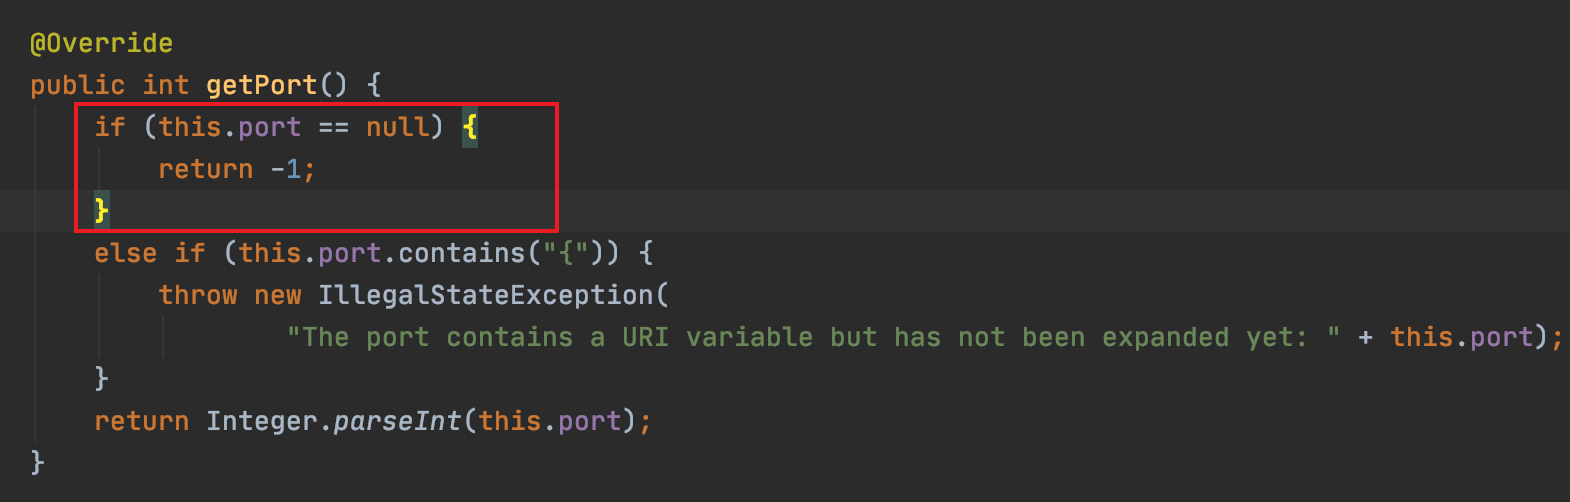 @Override
public int getPort() {
if (this.port == null) {
return -1;
}
else if (this.port.contains("{")) {
throw new IllegalStateException(
"The port contains a URI variable but has not been expanded yet: " + this.port);
}
return Integer.parseInt(this.port);
}